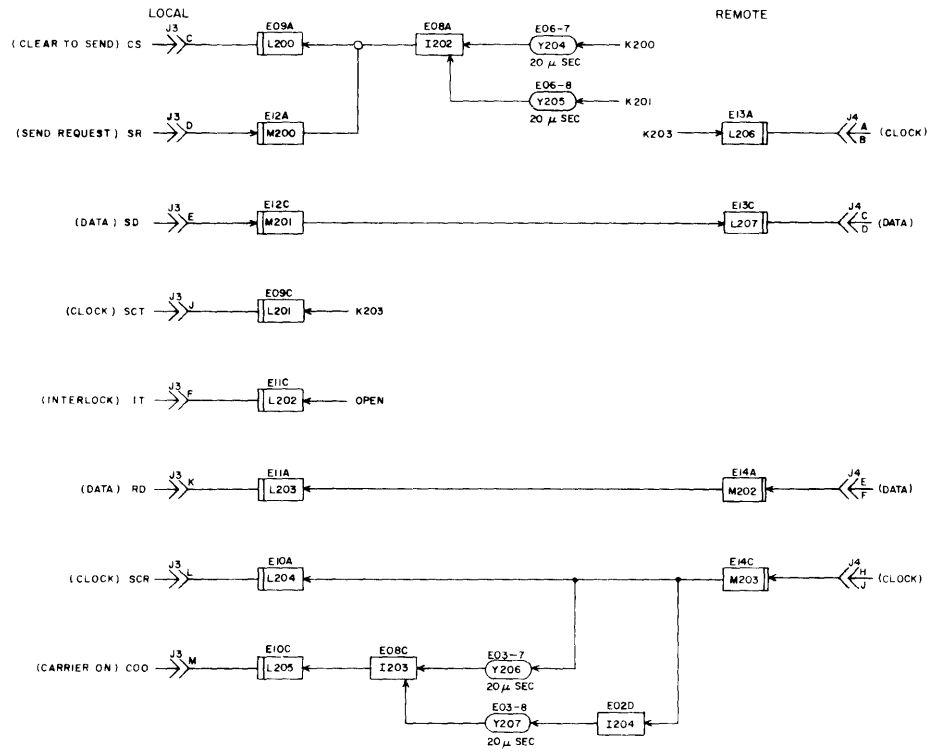 LOCAL REMOTE
E09A E08A E06-7
(CLEAR TO SEND) CS J3 C L200 I202 Y204 K200
20 μ SEC
E06-8
Y205 K201
20 μ SEC
(SEND REQUEST) SR J3 D E12A M200 K203 E13A L206 J4 A B (CLOCK)
(DATA) SD J3 E E12C M201 E13C L207 J4 C D (DATA)
(CLOCK) SCT J3 J E09C L201 K203
(INTERLOCK) IT J3 F E11C L202 OPEN
(DATA) RD J3 K E11A L203 E14A M202 J4 E F (DATA)
(CLOCK) SCR J3 L E10A L204 E14C M203 J4 H J (CLOCK)
(CARRIER ON) COO J3 M E10C L205 E08C I203 E03-7 Y206
20 μ SEC
E03-8 E02D
Y207 I204
20 μ SEC